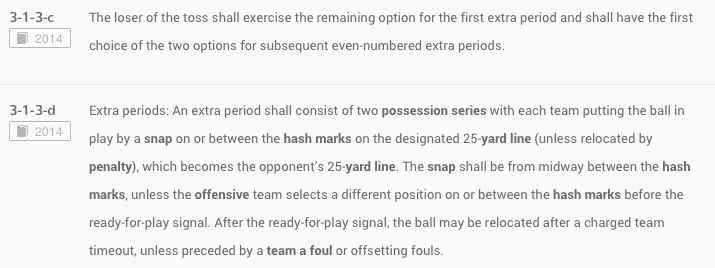 3-1-3-c
2014
The loser of the toss shall exercise the remaining option for the first extra period and shall have the first
choice of the two options for subsequent even-numbered extra periods.
3-1-3-d
2014
Extra periods: An extra period shall consist of two possession series with each team putting the ball in
play by a snap on or between the hash marks on the designated 25-yard line (unless relocated by
penalty), which becomes the opponent's 25-yard line. The snap shall be from midway between the hash
marks, unless the offensive team selects a different position on or between the hash marks before the
ready-for-play signal. After the ready-for-play signal, the ball may be relocated after a charged team
timeout, unless preceded by a team a foul or offsetting fouls.